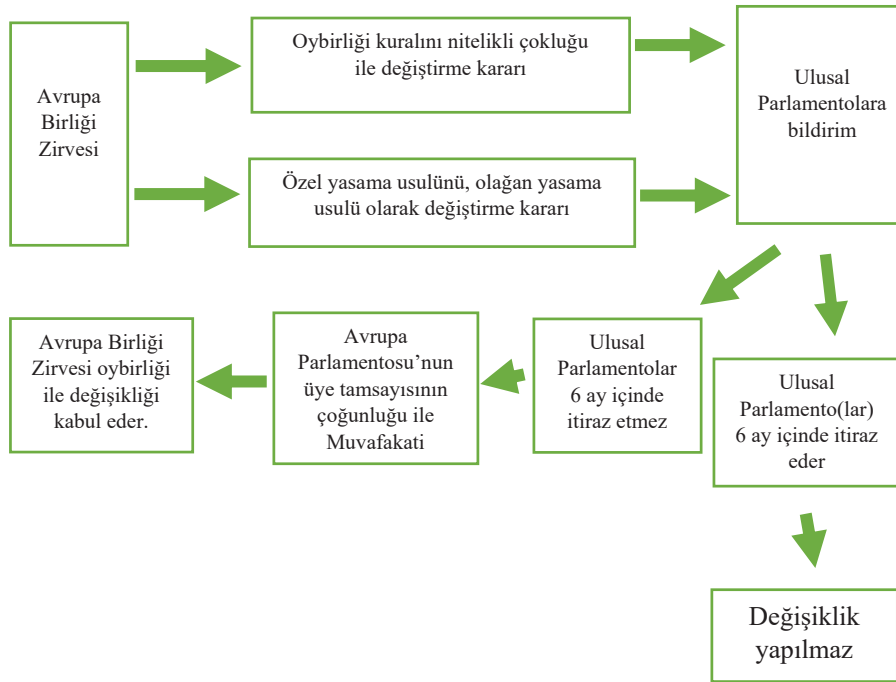 Avrupa
Birliği
Zirvesi
Oybirliği kuralını nitelikli çokluğu
ile değiştirme kararı
Özel yasama usulünü, olağan yasama
usulü olarak değiştirme kararı
Ulusal
Parlamentolara
bildirim
Ulusal
Parlamentolar
6 ay içinde
itiraz etmez
Avrupa
Parlamentosu’nun
üye tamsayısının
çoğunluğu ile
Muvafakati
Avrupa Birliği
Zirvesi oybirliği
ile değişikliği
kabul eder.
Ulusal
Parlamento(lar)
6 ay içinde itiraz
eder
Değişiklik
yapılmaz